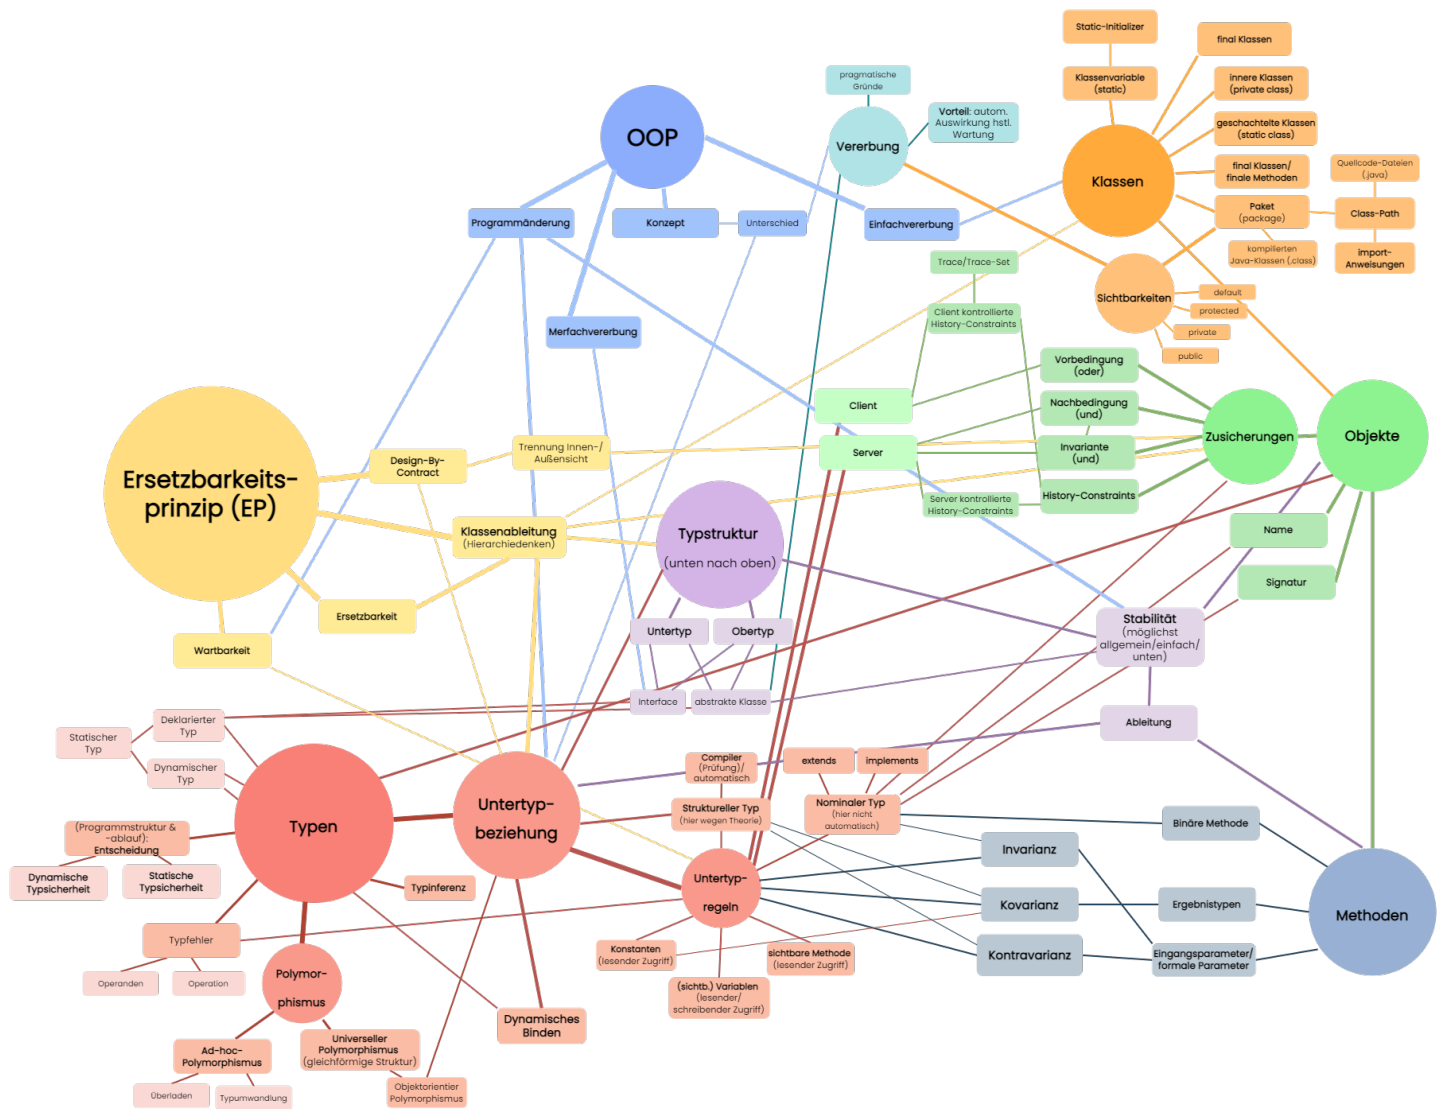 Static-Initializer
final Klassen
Klassenvariable
(static)
innere Klassen
(private class)
pragmatische
Gründe
Vorteil: autom.
Auswirkung hstl.
Wartung
OOP
Vererbung
geschachtelte Klassen
(static class)
Klassen
final Klassen/
finale Methoden
Quellcode-Dateien
(.java)
Paket
(package)
Class-Path
kompilierten
Java-Klassen (.class)
import-
Anweisungen
Programmänderung
Konzept
Unterschied
Einfachvererbung
Trace/Trace-Set
Sichtbarkeiten
default
protected
private
public
Client kontrollierte
History-Constraints
Merfachvererbung
Vorbedingung
(oder)
Client
Nachbedingung
(und)
Zusicherungen
Objekte
Server
Invariante
(und)
History-Constraints
Server kontrollierte
History-Constraints
Ersetzbarkeits-
prinzip (EP)
Design-By-
Contract
Trennung Innen-/
Außensicht
Klassenableitung
(Hierarchiedenken)
Typstruktur
(unten nach oben)
Name
Signatur
Ersetzbarkeit
Wartbarkeit
Untertyp
Obertyp
Stabilität
(möglichst
allgemein/einfach/
unten)
Interface
abstrakte Klasse
Ableitung
Deklarierter
Typ
Statischer
Typ
Dynamischer
Typ
Compiler
(Prüfung)/
automatisch
extends
implements
Typen
Untertyp-
beziehung
Struktureller Typ
(hier wegen Theorie)
Nominaler Typ
(hier nicht
automatisch)
Binäre Methode
(Programmstruktur &
-ablauf):
Entscheidung
Dynamische
Typsicherheit
Statische
Typsicherheit
Typinferenz
Untertyp-
regeln
Invarianz
Kovarianz
Ergebnistypen
Methoden
Kontravarianz
Eingangsparameter/
formale Parameter
Typfehler
Operanden
Operation
Polymor-
phismus
Konstanten
(lesender Zugriff)
sichtbare Methode
(lesender Zugriff)
(sichtb.) Variablen
(lesender/
schreibender Zugriff)
Dynamisches
Binden
Ad-hoc-
Polymorphismus
Universeller
Polymorphismus
(gleichförmige Struktur)
Überladen
Typumwandlung
Objektorientier
Polymorphismus